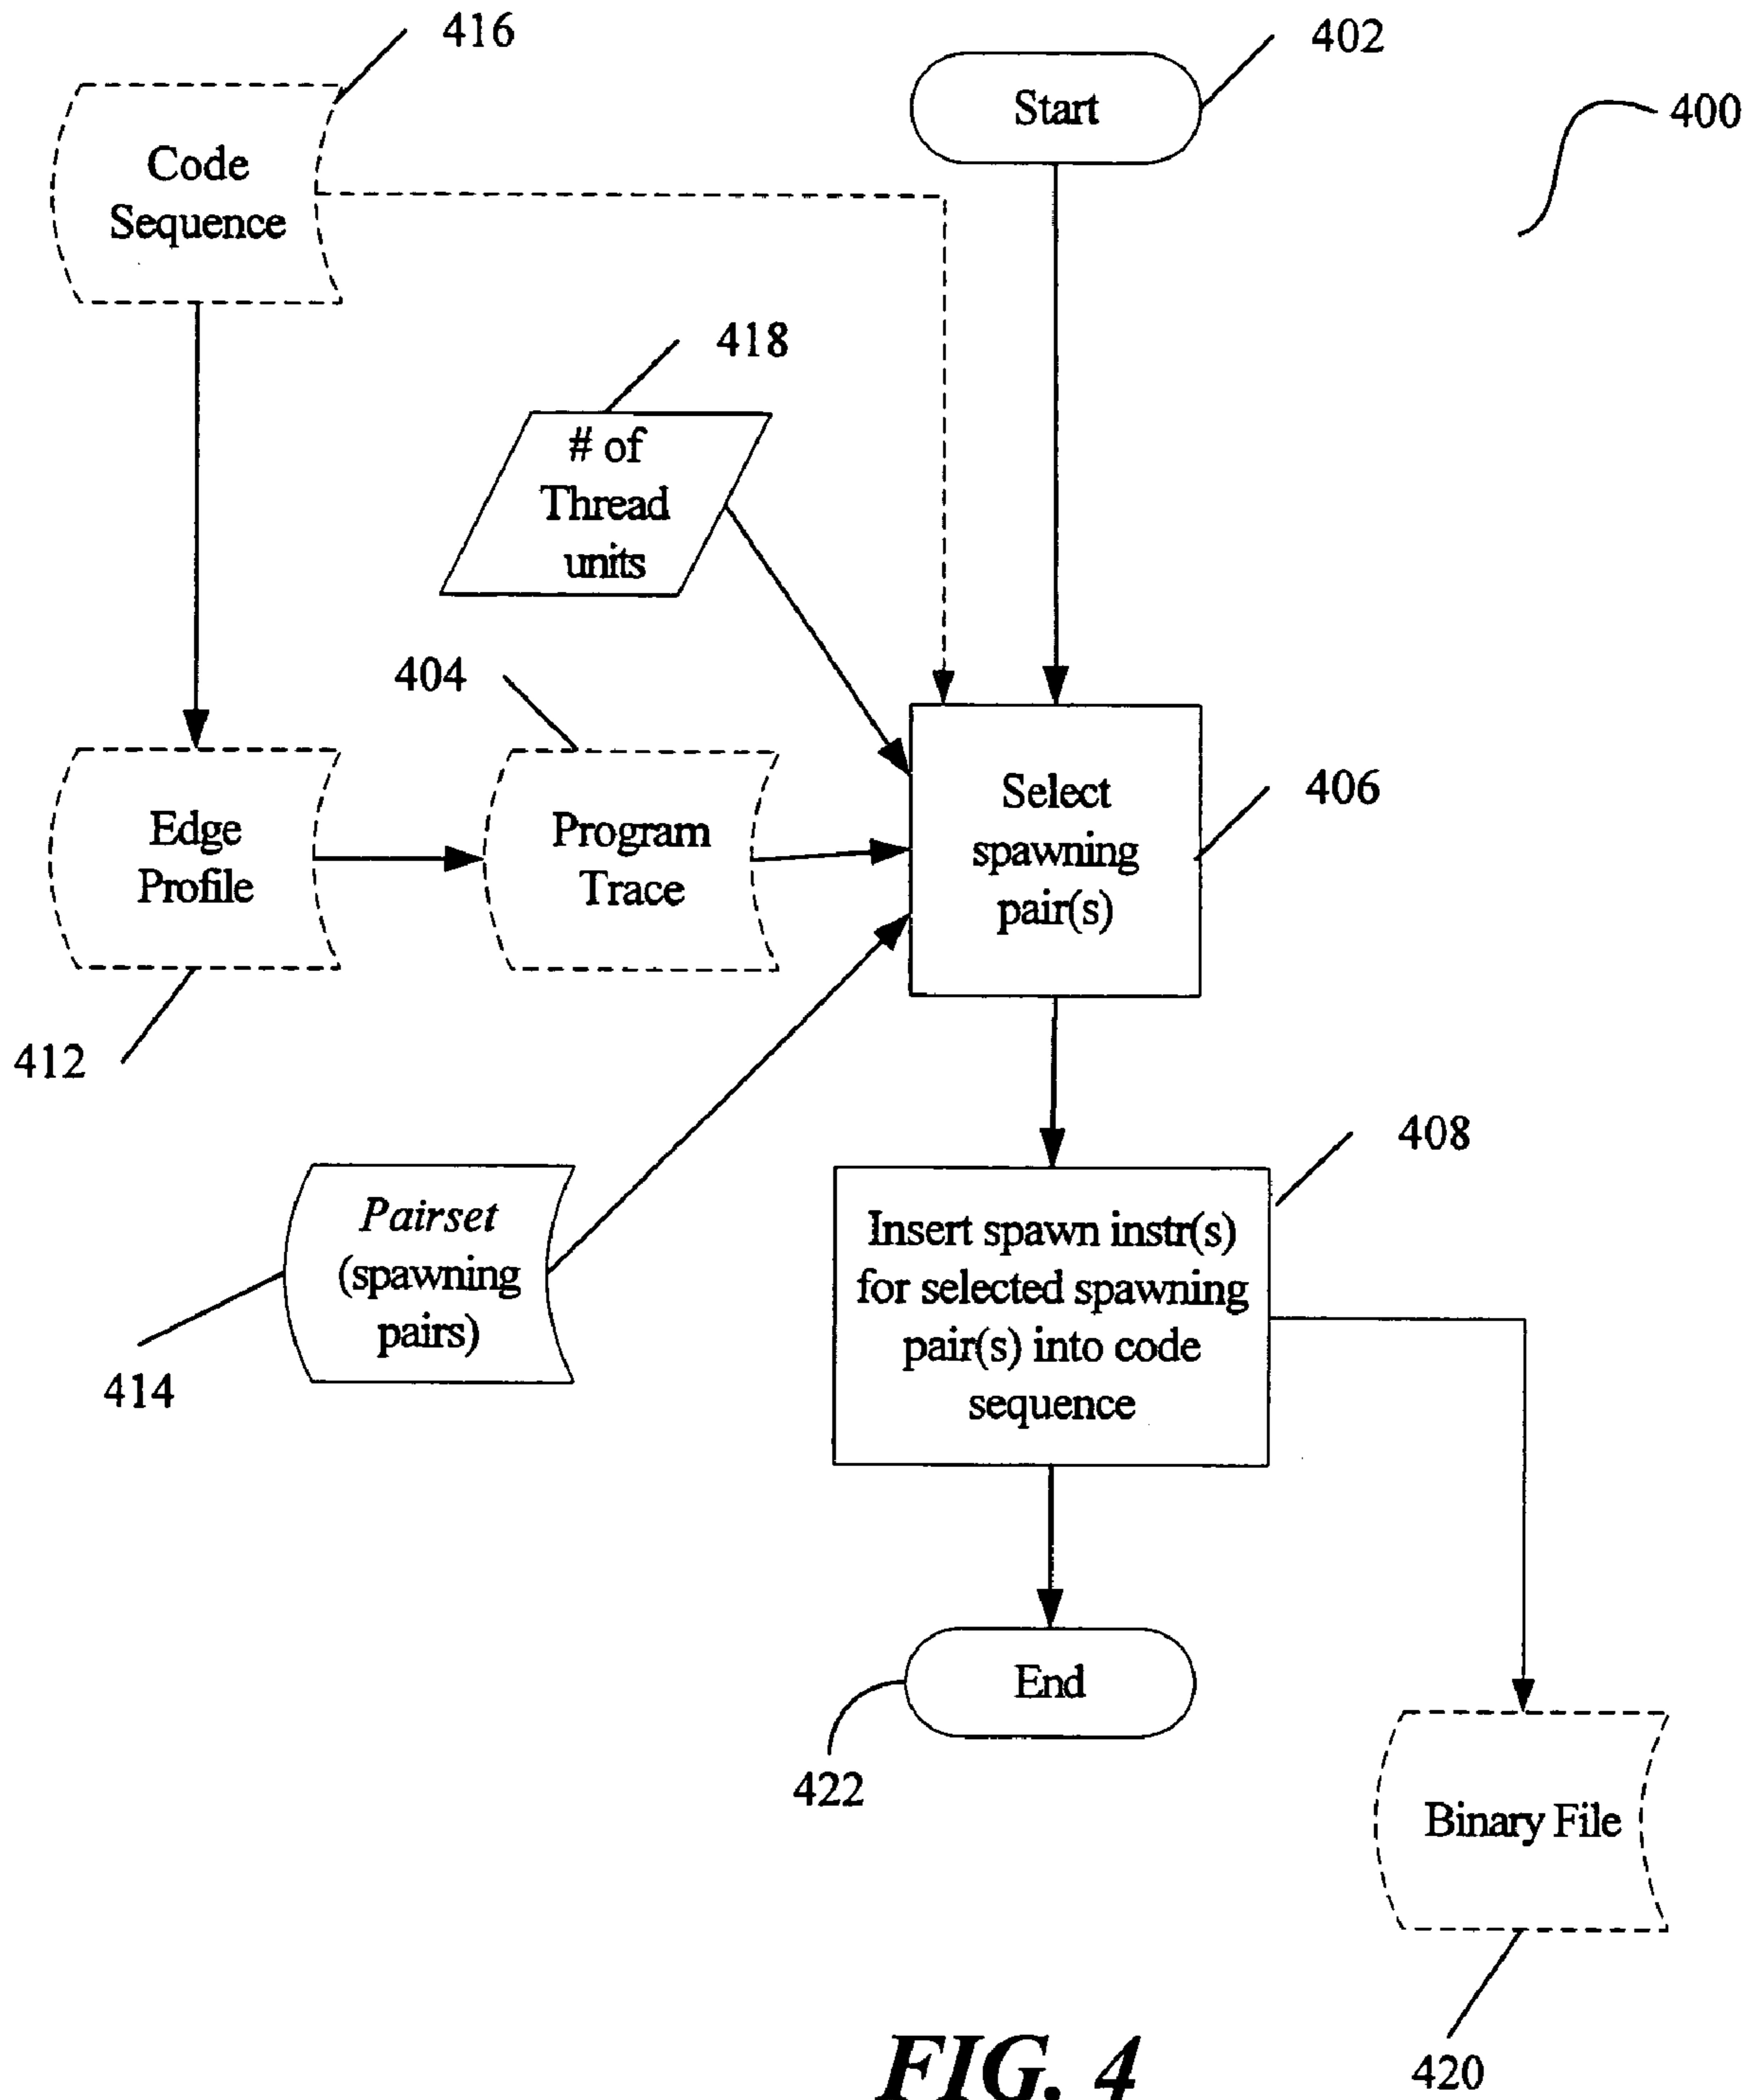 416
402
400
Start
Code
Sequence
418
# of
Thread
units
404
Edge
Profile
Program
Trace
Select
spawning
pair(s)
406
412
408
Pairset
(spawning
pairs)
Insert spawn instr(s)
for selected spawning
pair(s) into code
sequence
414
End
422
Binary File
FIG. 4
420